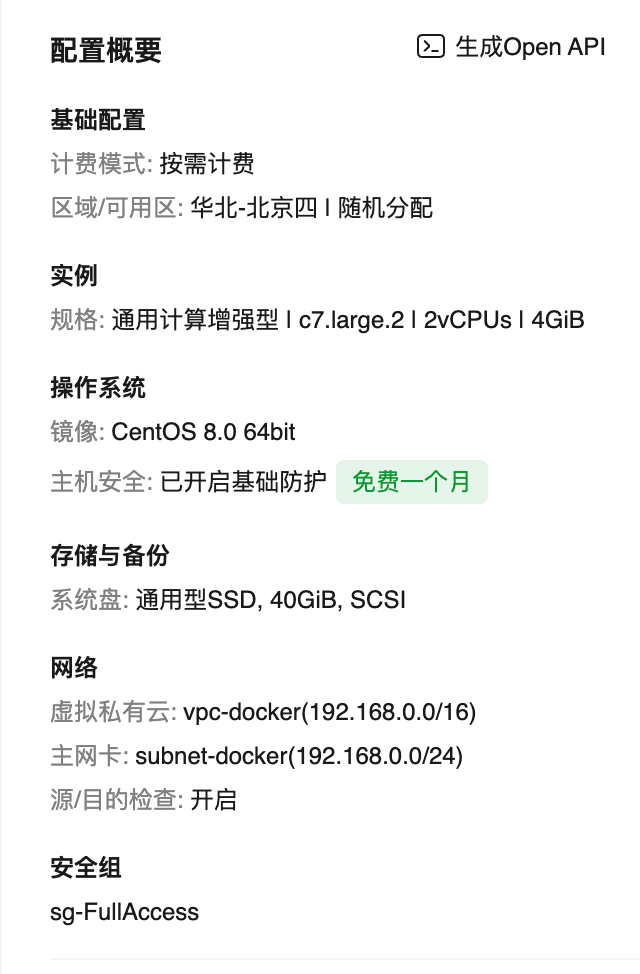 配置概要
生成Open API
基础配置
计费模式: 按需计费
区域/可用区: 华北-北京四 | 随机分配
实例
规格: 通用计算增强型 | c7.large.2 | 2vCPUs | 4GiB
操作系统
镜像: CentOS 8.0 64bit
主机安全: 已开启基础防护 免费一个月
存储与备份
系统盘: 通用型SSD, 40GiB, SCSI
网络
虚拟私有云: vpc-docker(192.168.0.0/16)
主网卡: subnet-docker(192.168.0.0/24)
源/目的检查: 开启
安全组
sg-FullAccess